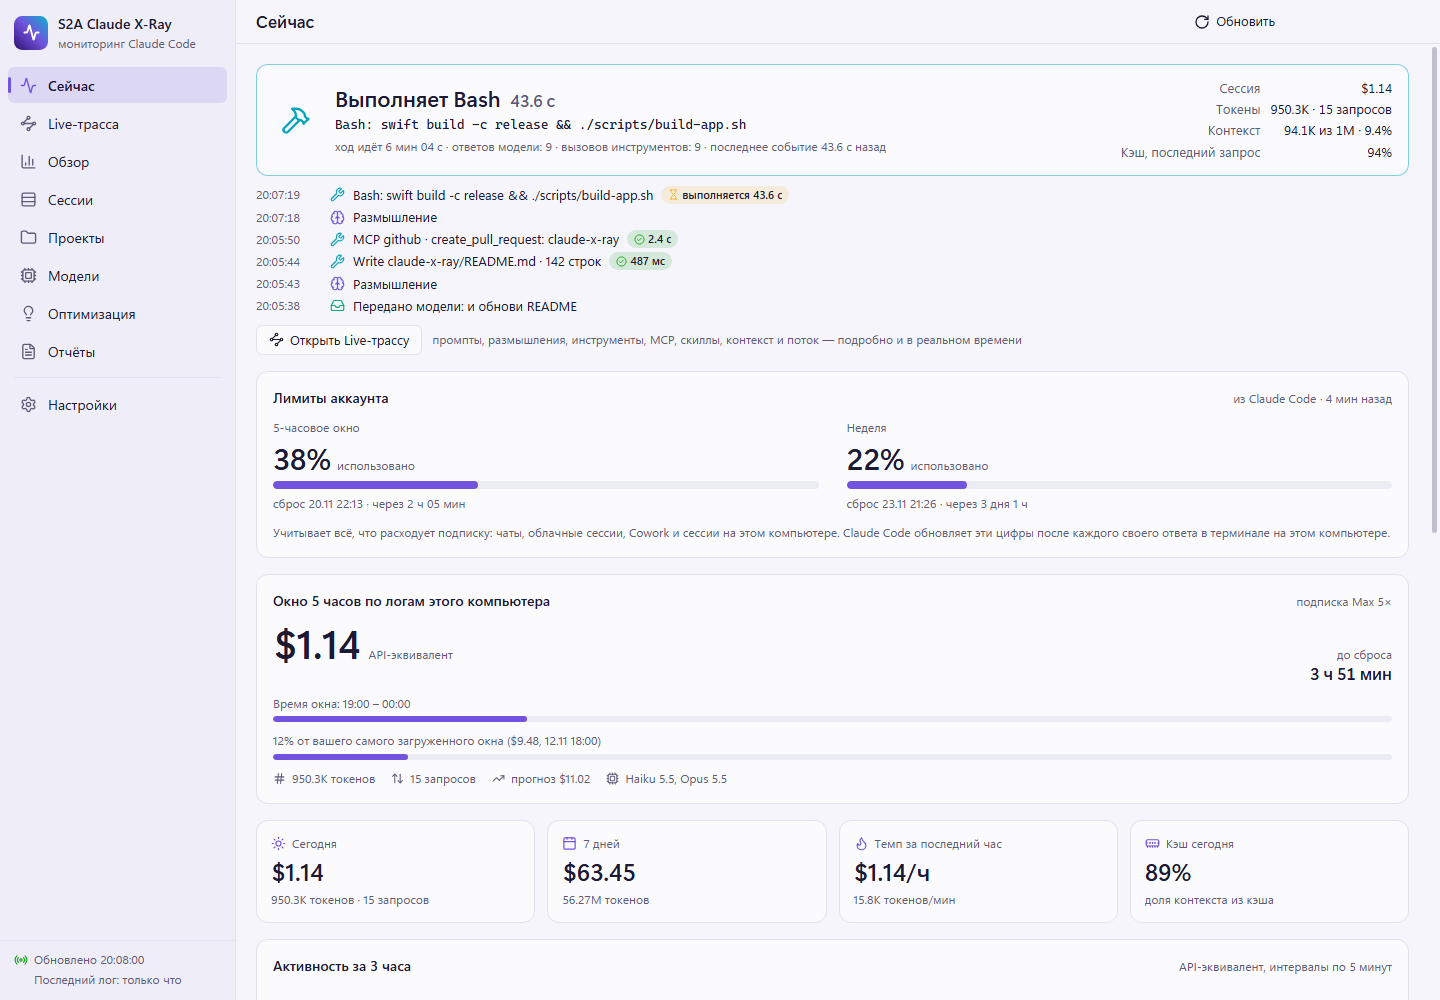 S2A Claude X-Ray
мониторинг Claude Code
Сейчас
Live-трасса
Обзор
Сессии
Проекты
Модели
Оптимизация
Отчёты
Настройки
Обновлено 20:08:00
Последний лог: только что
Сейчас
Обновить
Выполняет Bash 43.6 с
Bash: swift build -c release && ./scripts/build-app.sh
ход идёт 6 мин 04 с · ответов модели: 9 · вызовов инструментов: 9 · последнее событие 43.6 с назад
Сессия $1.14
Токены 950.3K · 15 запросов
Контекст 94.1K из 1M · 9.4%
Кэш, последний запрос 94%
20:07:19 Bash: swift build -c release && ./scripts/build-app.sh выполняется 43.6 с
20:07:18 Размышление
20:05:50 MCP github · create_pull_request: claude-x-ray 2.4 с
20:05:44 Write claude-x-ray/README.md · 142 строк 487 мс
20:05:43 Размышление
20:05:38 Передано модели: и обнови README
Открыть Live-трассу
промпты, размышления, инструменты, MCP, скиллы, контекст и поток — подробно и в реальном времени
Лимиты аккаунта
из Claude Code · 4 мин назад
5-часовое окно
38% использовано
сброс 20.11 22:13 · через 2 ч 05 мин
Неделя
22% использовано
сброс 23.11 21:26 · через 3 дня 1 ч
Учитывает всё, что расходует подписку: чаты, облачные сессии, Cowork и сессии на этом компьютере. Claude Code обновляет эти цифры после каждого своего ответа в терминале на этом компьютере.
Окно 5 часов по логам этого компьютера
подписка Max 5×
$1.14 API-эквивалент
до сброса
3 ч 51 мин
Время окна: 19:00 – 00:00
12% от вашего самого загруженного окна ($9.48, 12.11 18:00)
950.3K токенов
15 запросов
прогноз $11.02
Haiku 5.5, Opus 5.5
Сегодня
$1.14
950.3K токенов · 15 запросов
7 дней
$63.45
56.27M токенов
Темп за последний час
$1.14/ч
15.8K токенов/мин
Кэш сегодня
89%
доля контекста из кэша
Активность за 3 часа
API-эквивалент, интервалы по 5 минут